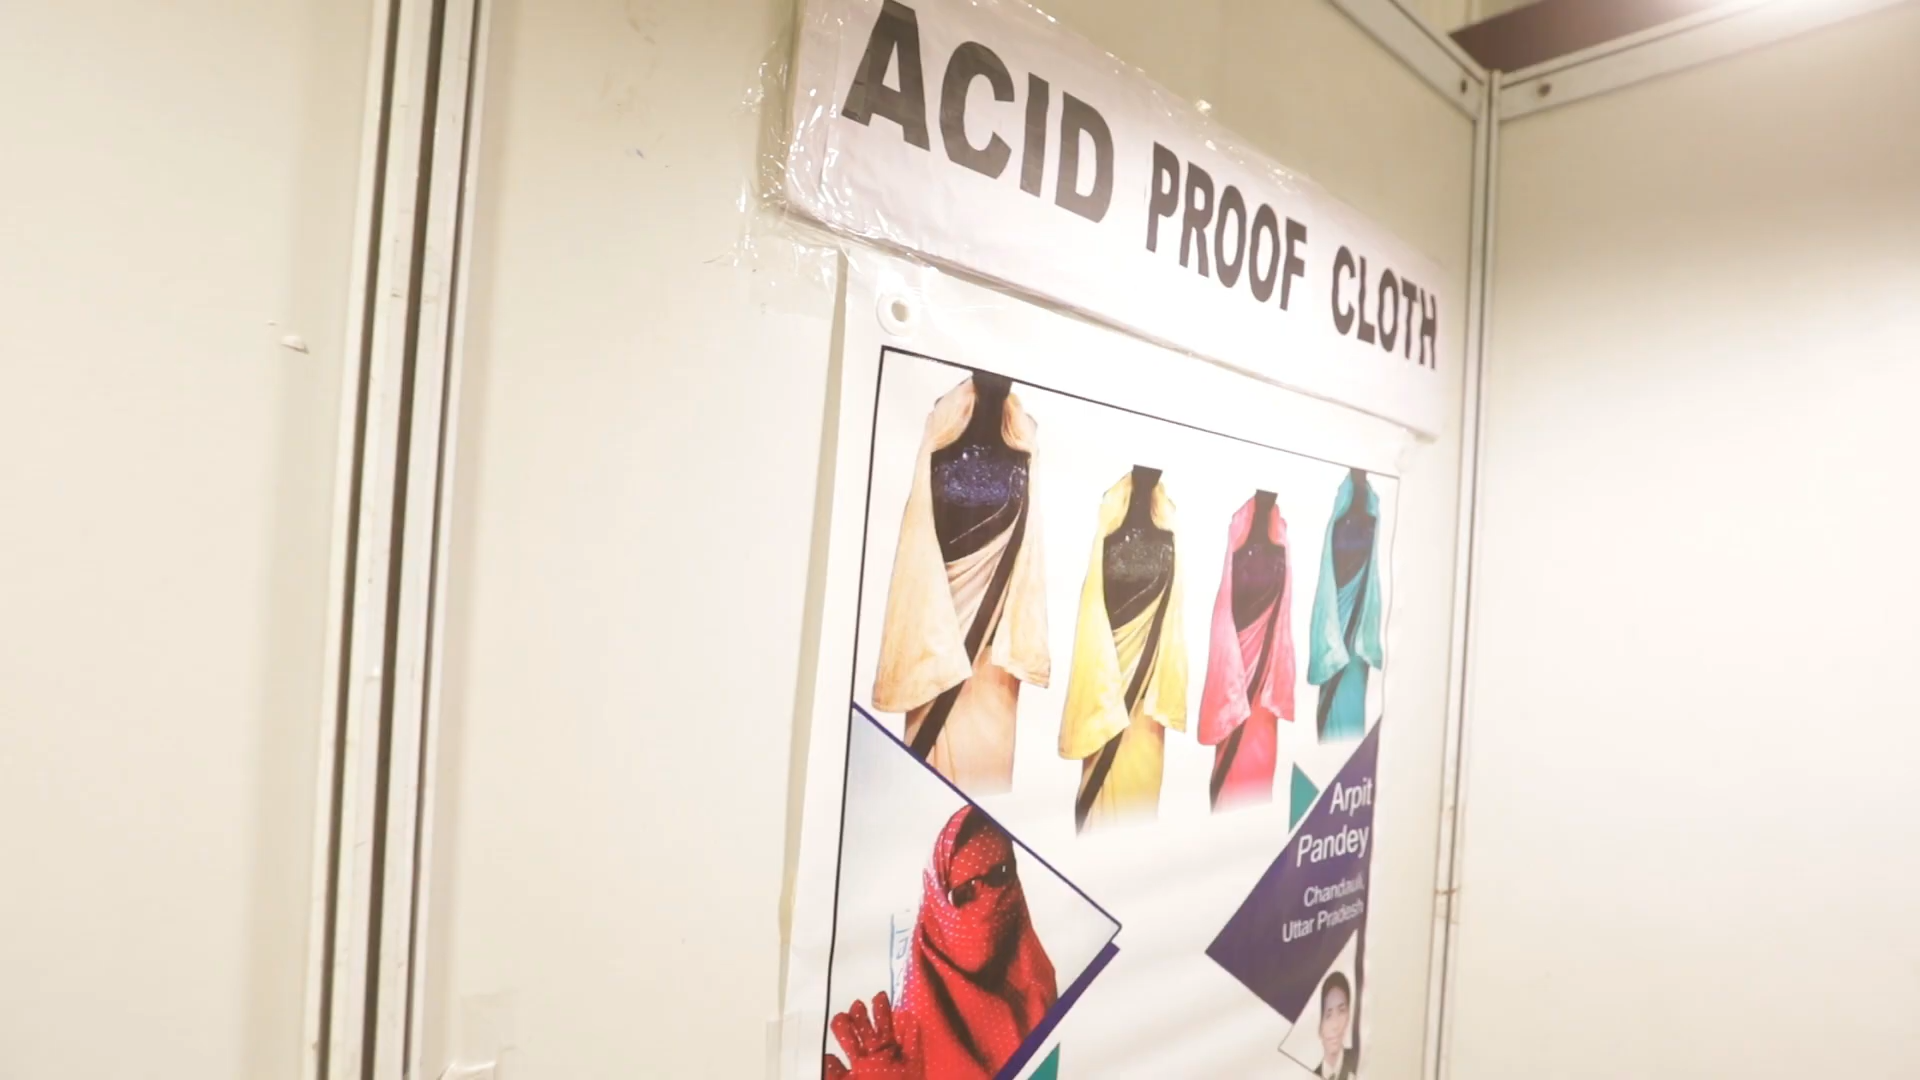 ACID PROOF CLOTH
Arpit
Pandey
Chandauli,
Uttar Pradesh